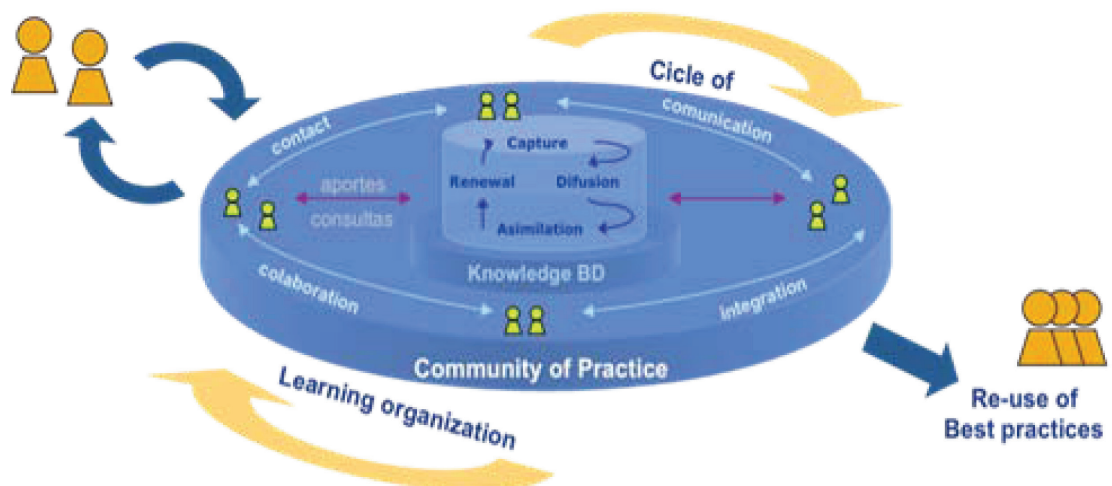 Cicle of
contact
comunication
Capture
aportes
Renewal
Difusion
consultas
Asimilation
Knowledge BD
colaboration
integration
Community of Practice
Learning organization
Re-use of
Best practices